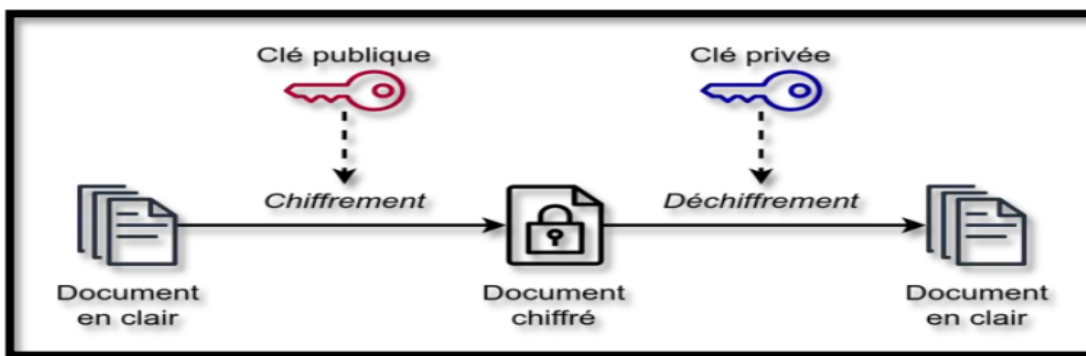 Clé publique
Clé privée
Chiffrement
Déchiffrement
Document
en clair
Document
chiffré
Document
en clair